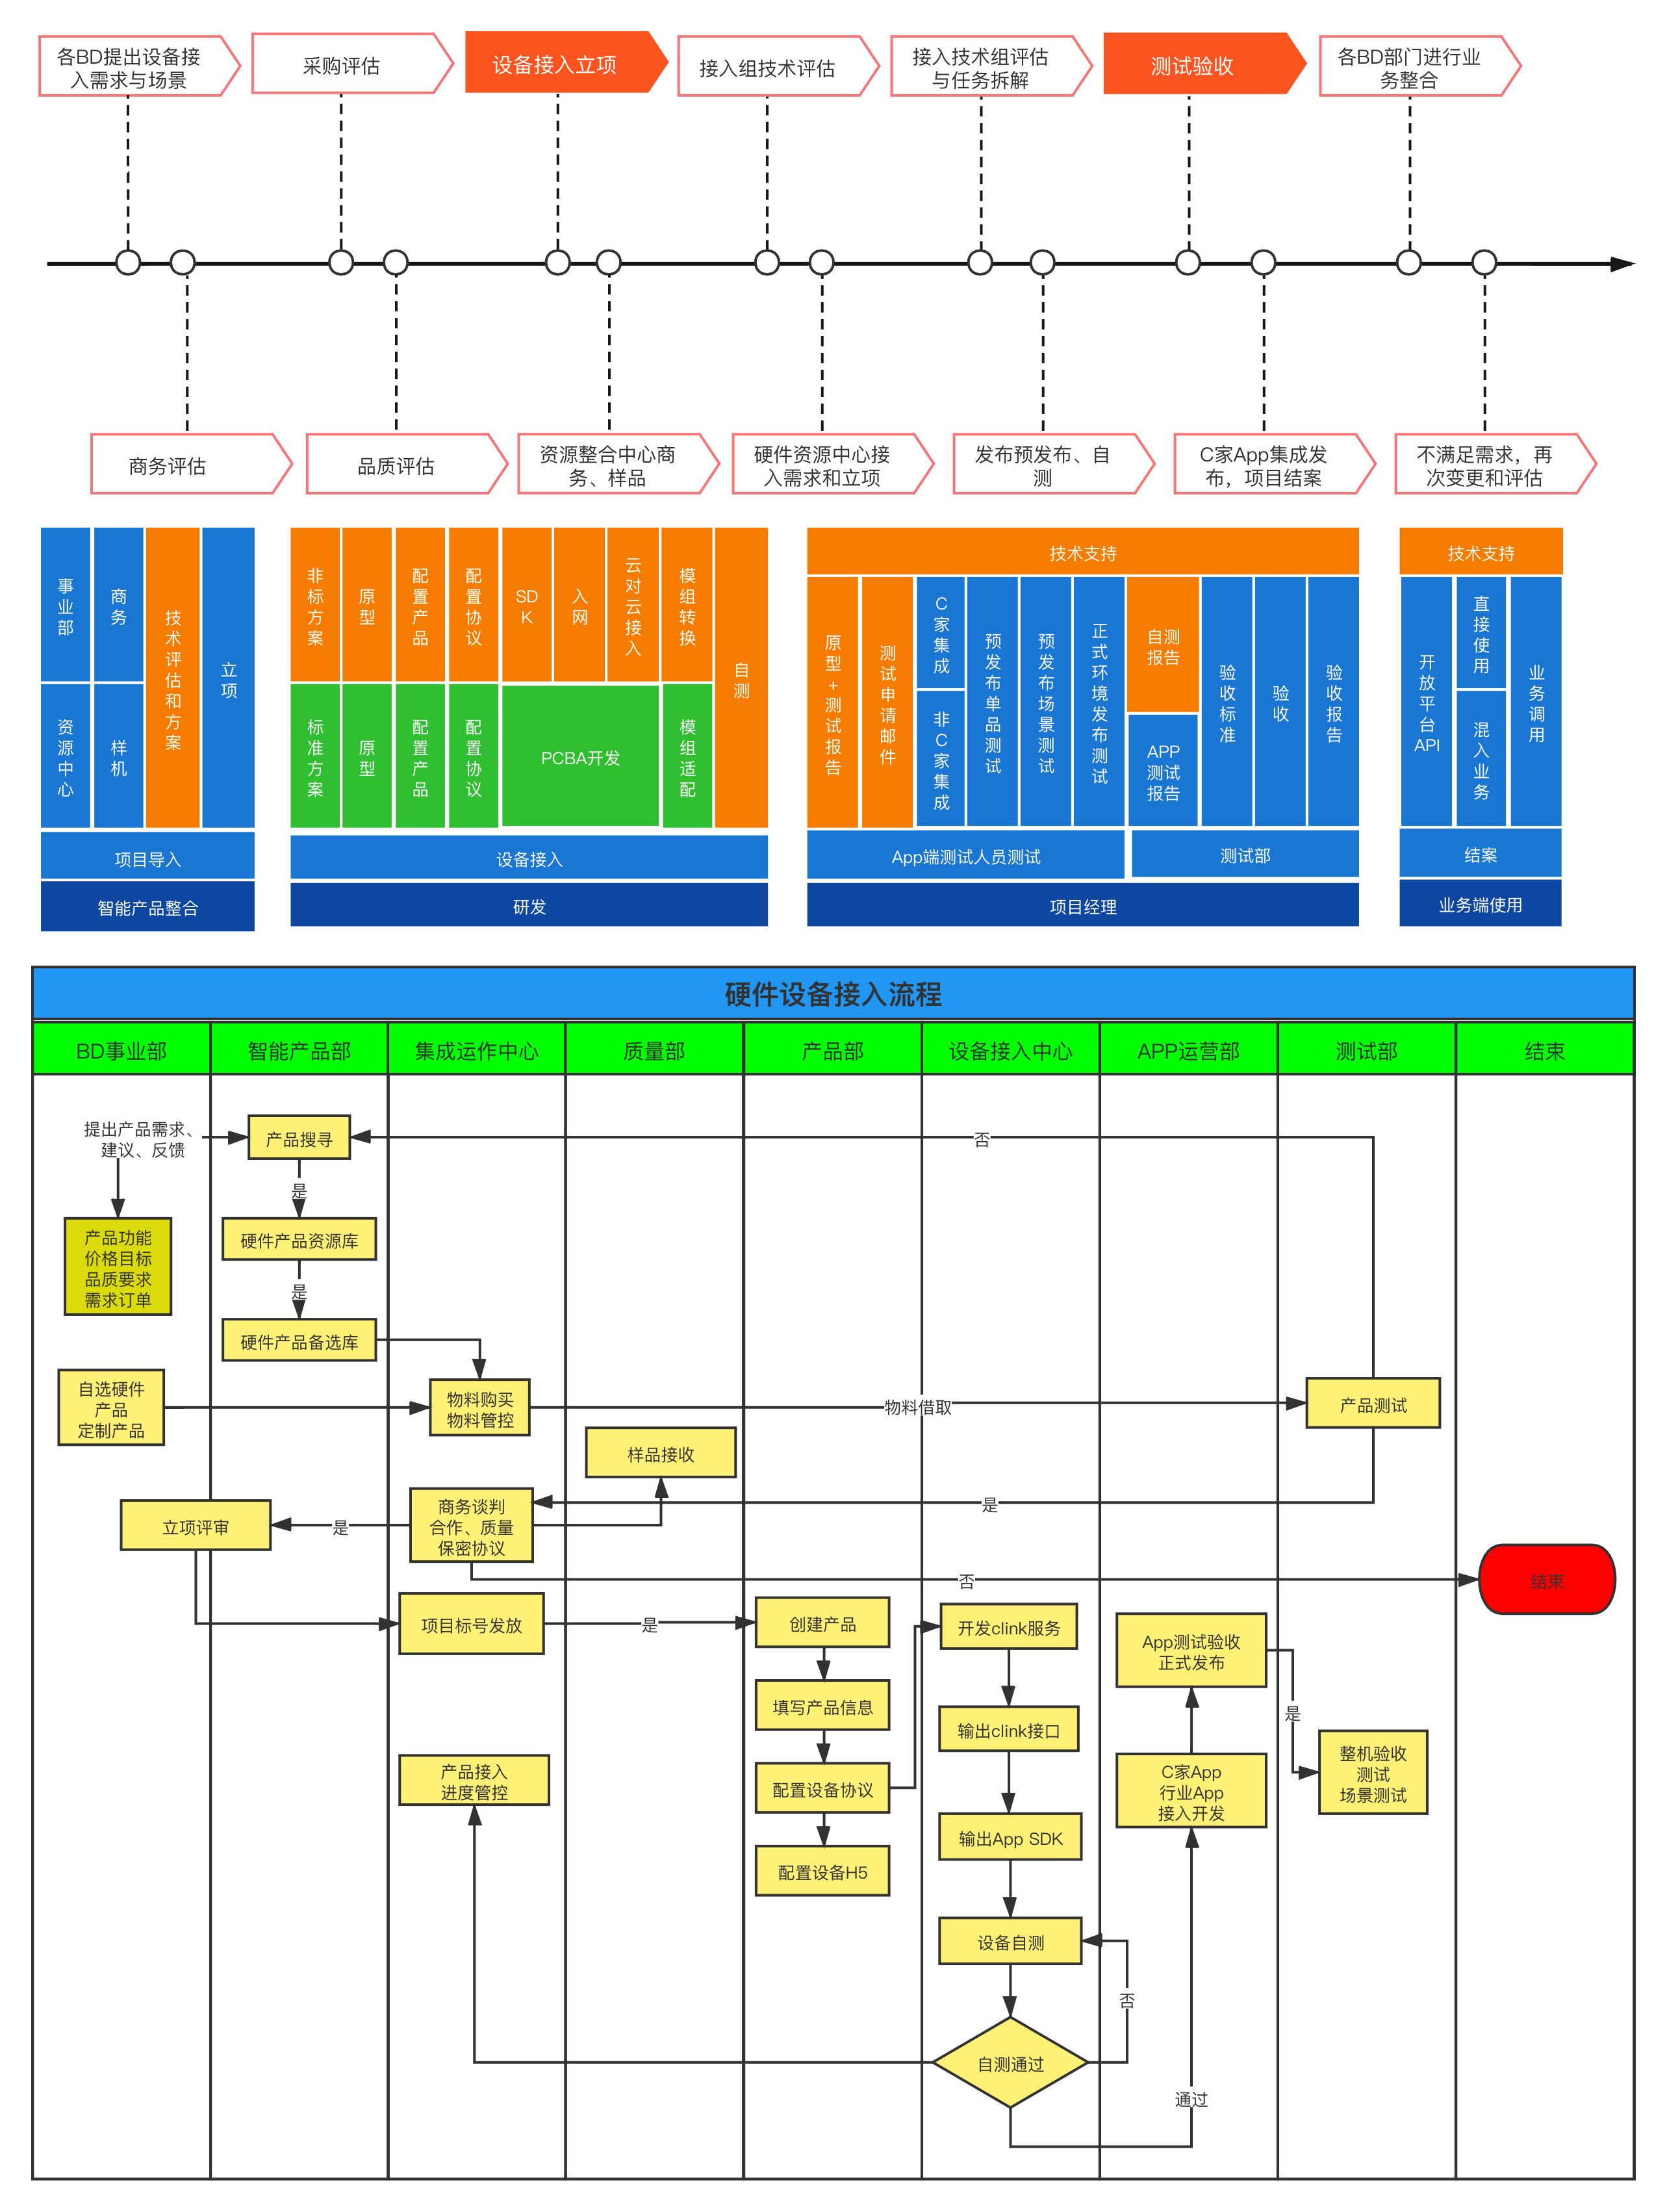 各BD提出设备接
入需求与场景
采购评估
设备接入立项
接入组技术评估
接入技术组评估
与任务拆解
测试验收
各BD部门进行业
务整合
商务评估
品质评估
资源整合中心商
务、样品
硬件资源中心接
入需求和立项
发布预发布、自
测
C家App集成发
布，项目结案
不满足需求，再
次变更和评估
事业部
商务
技术评估和方案
立项
资源中心
样机
项目导入
智能产品整合
非标方案
原型
配置产品
配置协议
SD
K
入网
云对云接入
模组转换
自测
标准方案
原型
配置产品
配置协议
PCBA开发
模组适配
设备接入
研发
技术支持
原型+测试报告
测试申请邮件
C家集成
非C家集成
预发布单品测试
预发布场景测试
正式环境发布测试
自测
报告
APP
测试
报告
验收标准
验收
验收报告
App端测试人员测试
测试部
项目经理
技术支持
开放平台
API
直接使用
混入业务
业务调用
结案
业务端使用
硬件设备接入流程
BD事业部
智能产品部
集成运作中心
质量部
产品部
设备接入中心
APP运营部
测试部
结束
提出产品需求、
建议、反馈
产品搜寻
否
是
产品功能
价格目标
品质要求
需求订单
硬件产品资源库
是
硬件产品备选库
自选硬件
产品
定制产品
物料购买
物料管控
物料借取
产品测试
样品接收
立项评审
是
商务谈判
合作、质量
保密协议
是
否
结束
项目标号发放
是
创建产品
开发clink服务
App测试验收
正式发布
填写产品信息
输出clink接口
是
产品接入
进度管控
配置设备协议
C家App
行业App
接入开发
整机验收
测试
场景测试
输出App SDK
配置设备H5
设备自测
否
自测通过
通过